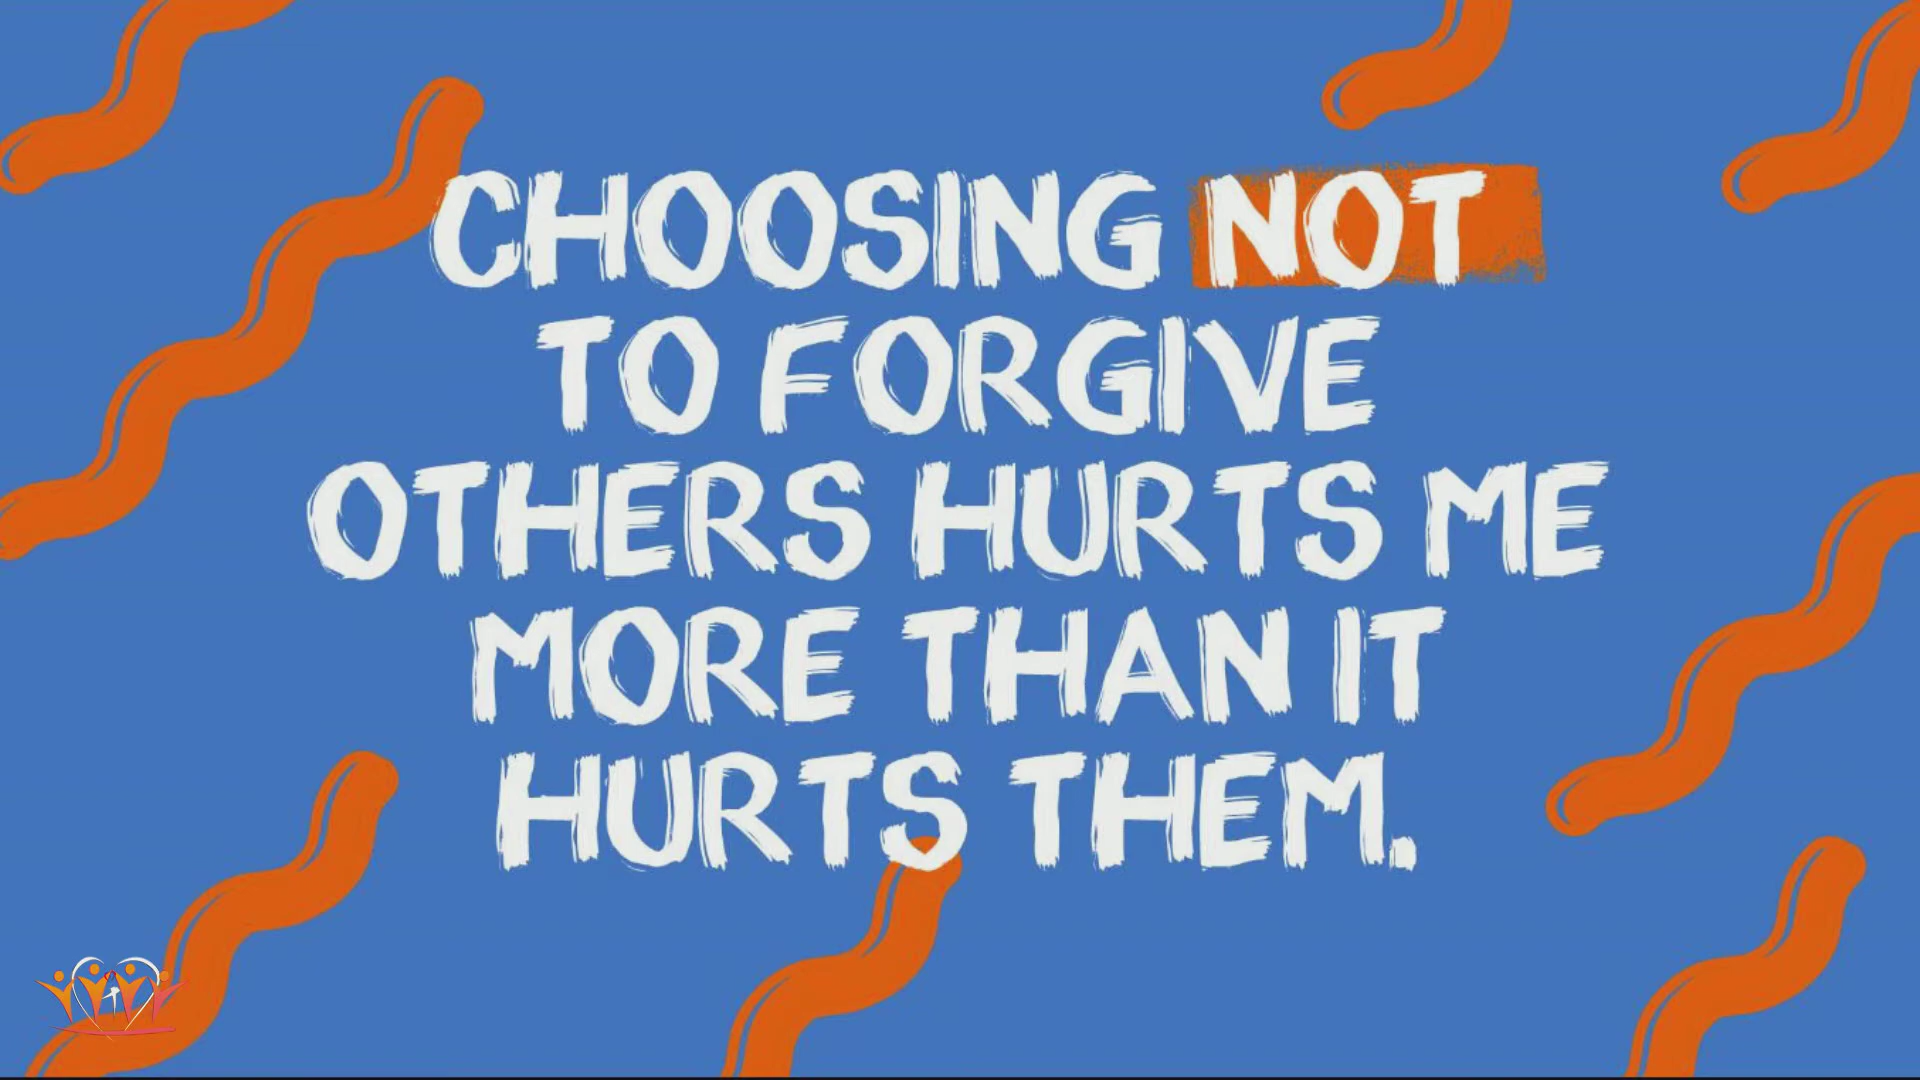 CHOOSING NOT
TO FORGIVE
OTHERS HURTS ME
MORE THAN IT
HURTS THEM.